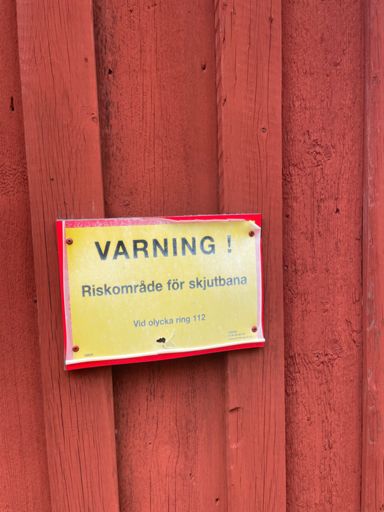 VARNING !
Riskområde för skjutbana
Vid olycka ring 112